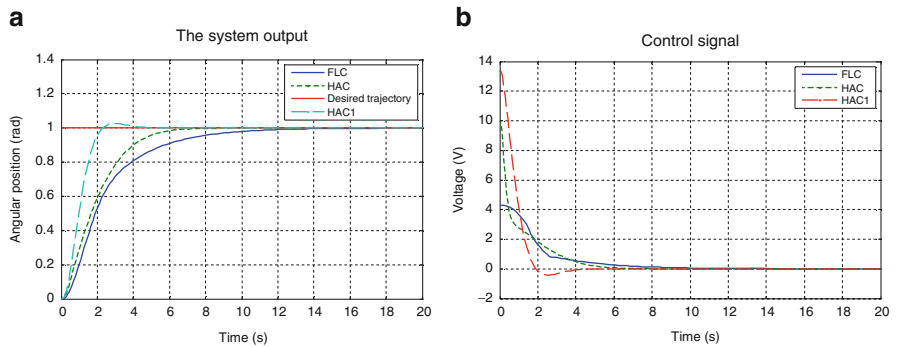 a
The system output
1.4
1.2
1
0.8
0.6
0.4
0.2
0
Angular position (rad)
FLC
HAC
Desired trajectory
HAC1
0 2 4 6 8 10 12 14 16 18 20
Time (s)
b
Control signal
14
12
10
8
6
4
2
0
−2
Voltage (V)
FLC
HAC
HAC1
0 2 4 6 8 10 12 14 16 18 20
Time (s)